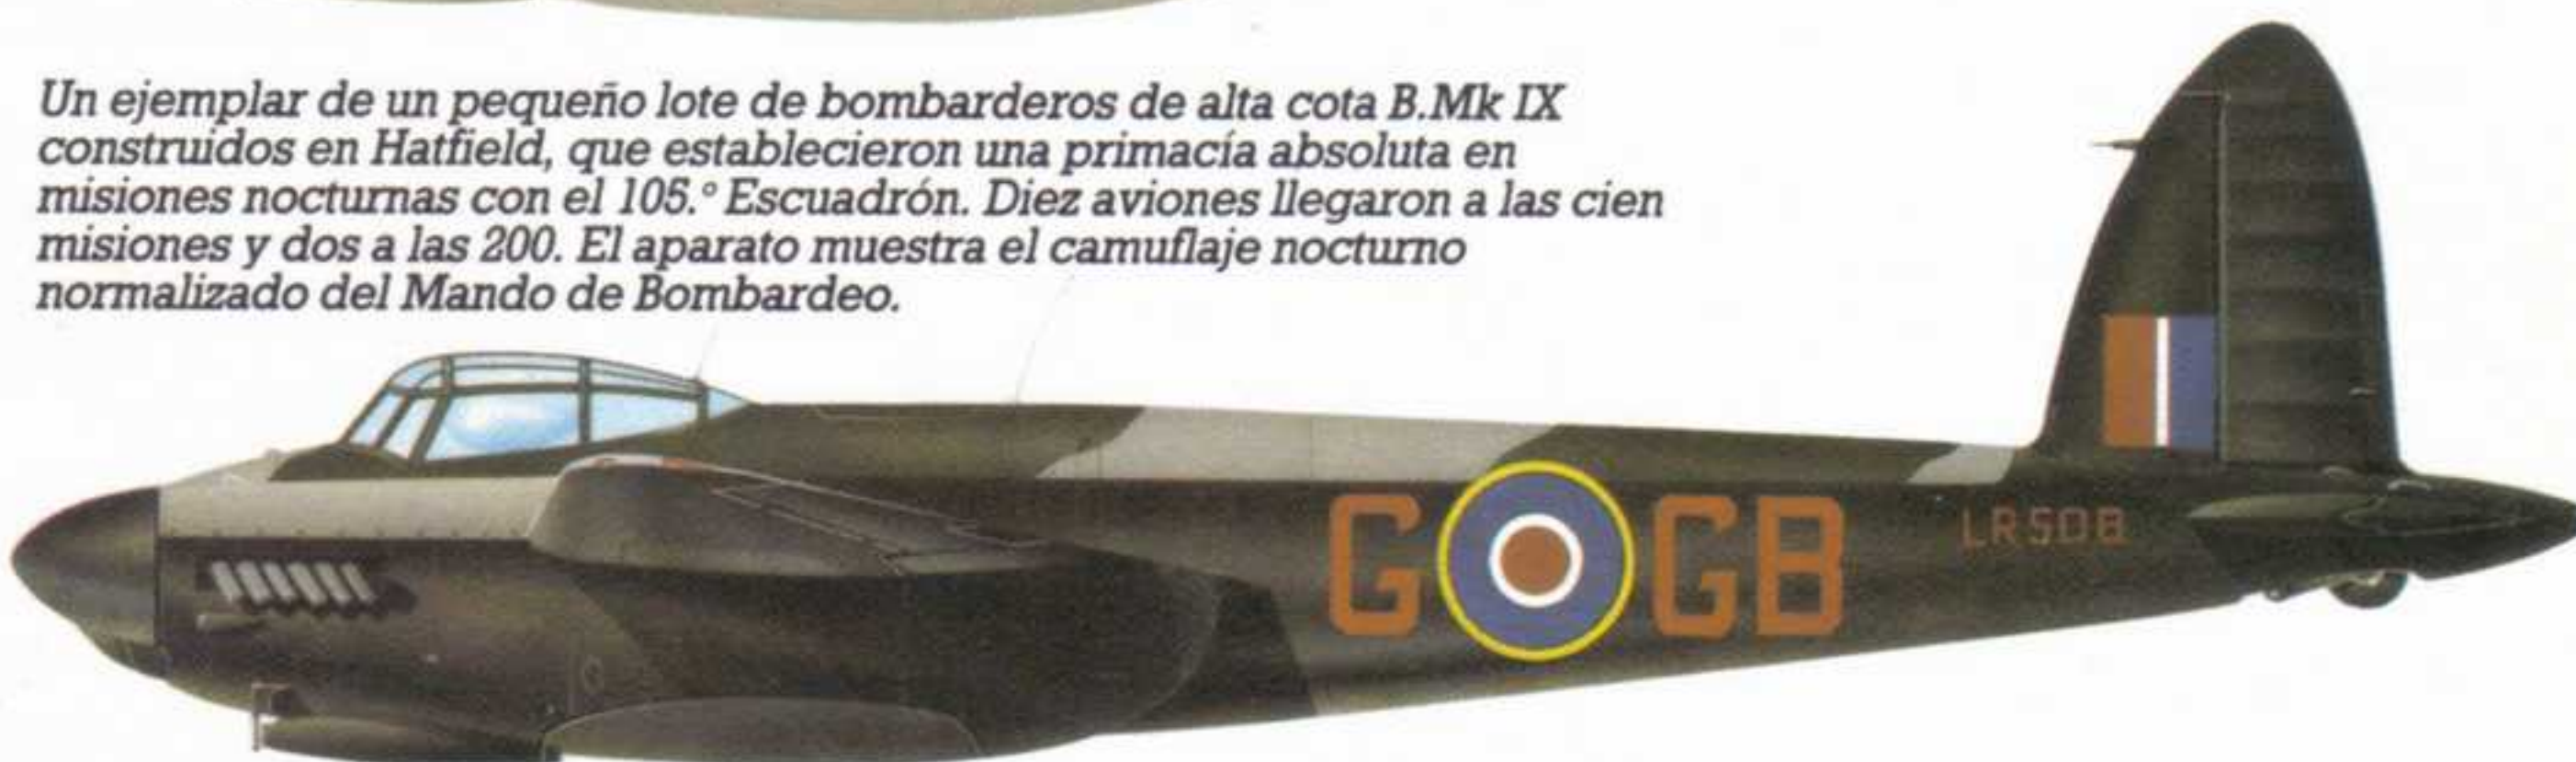 Un ejemplar de un pequeño lote de bombarderos de alta cota B.Mk IX
construidos en Hatfield, que establecieron una primacía absoluta en
misiones nocturnas con el 105.° Escuadrón. Diez aviones llegaron a las cien
misiones y dos a las 200. El aparato muestra el camuflaje nocturno
normalizado del Mando de Bombardeo.
G GB LR508